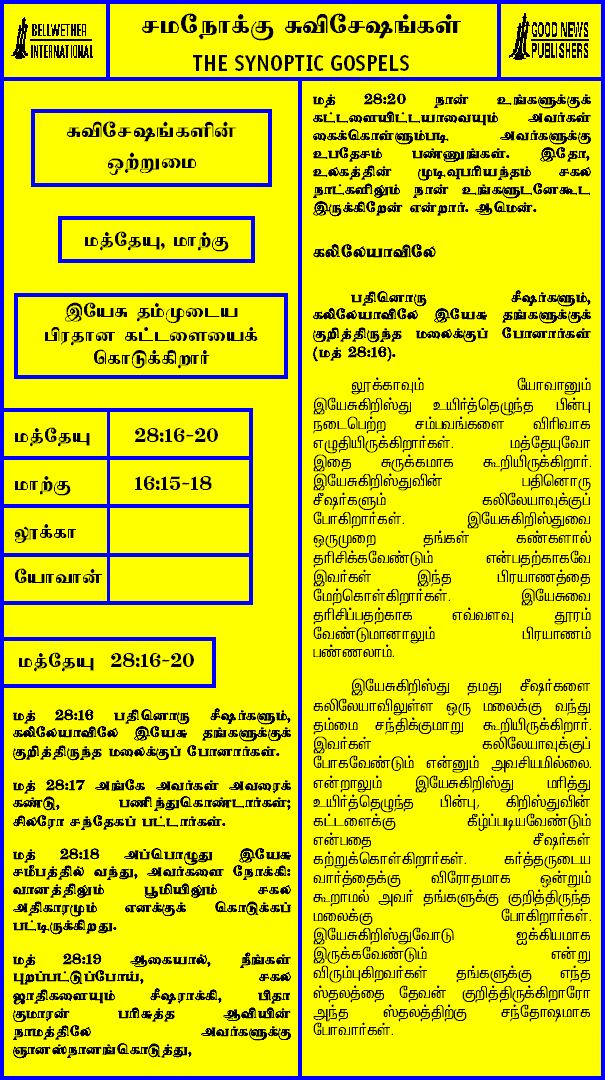 BELLWETHER
INTERNATIONAL
சமநோக்கு சுவிசேஷங்கள்
THE SYNOPTIC GOSPELS
GOOD NEWS
PUBLISHERS
சுவிசேஷங்களின்
ஒற்றுமை
மத்தேயு, மாற்கு
இயேசு தம்முடைய
பிரதான கட்டளையைக்
கொடுக்கிறார்
மத்தேயு 28:16-20
மாற்கு 16:15-18
லூக்கா
யோவான்
மத்தேயு 28:16-20
மத் 28:16 பதினொரு சீஷர்களும்,
கலிலேயாவிலே இயேசு தங்களுக்குக்
குறித்திருந்த மலைக்குப் போனார்கள்.
மத் 28:17 அங்கே அவர்கள் அவரைக்
கண்டு, பணிந்துகொண்டார்கள்;
சிலரோ சந்தேகப் பட்டார்கள்.
மத் 28:18 அப்பொழுது இயேசு
சமீபத்தில் வந்து, அவர்களை நோக்கி:
வானத்திலும் பூமியிலும் சகல
அதிகாரமும் எனக்குக் கொடுக்கப்
பட்டிருக்கிறது.
மத் 28:19 ஆகையால், நீங்கள்
புறப்பட்டுப்போய், சகல
ஜாதிகளையும் சீஷராக்கி, பிதா
குமாரன் பரிசுத்த ஆவியின்
நாமத்திலே அவர்களுக்கு
ஞானஸ்நானங்கொடுத்து,
மத் 28:20 நான் உங்களுக்குக்
கட்டளையிட்டயாவையும் அவர்கள்
கைக்கொள்ளும்படி அவர்களுக்கு
உபதேசம் பண்ணுங்கள். இதோ,
உலகத்தின் முடிவுபரியந்தம் சகல
நாட்களிலும் நான் உங்களுடனேகூட
இருக்கிறேன் என்றார். ஆமென்.
கலிலேயாவிலே
பதினொரு சீஷர்களும்,
கலிலேயாவிலே இயேசு தங்களுக்குக்
குறித்திருந்த மலைக்குப் போனார்கள்
(மத் 28:16).
லூக்காவும் யோவானும்
இயேசுகிறிஸ்து உயிர்த்தெழுந்த பின்பு
நடைபெற்ற சம்பவங்களை விரிவாக
எழுதியிருக்கிறார்கள். மத்தேயுவோ
இதை சுருக்கமாக கூறியிருக்கிறார்.
இயேசுகிறிஸ்துவின் பதினொரு
சீஷர்களும் கலிலேயாவுக்குப்
போகிறார்கள். இயேசுகிறிஸ்துவை
ஒருமுறை தங்கள் கண்களால்
தரிசிக்கவேண்டும் என்பதற்காகவே
இவர்கள் இந்த பிரயாணத்தை
மேற்கொள்கிறார்கள். இயேசுவை
தரிசிப்பதற்காக எவ்வளவு தூரம்
வேண்டுமானாலும் பிரயாணம்
பண்ணலாம்.
இயேசுகிறிஸ்து தமது சீஷர்களை
கலிலேயாவிலுள்ள ஒரு மலைக்கு வந்து
தம்மை சந்திக்குமாறு கூறியிருக்கிறார்.
இவர்கள் கலிலேயாவுக்குப்
போகவேண்டும் என்னும் அவசியமில்லை.
என்றாலும் இயேசுகிறிஸ்து மரித்து
உயிர்த்தெழுந்த பின்பு, கிறிஸ்துவின்
கட்டளைக்கு கீழ்ப்படியவேண்டும்
என்பதை சீஷர்கள்
கற்றுக்கொள்கிறார்கள். கர்த்தருடைய
வார்த்தைக்கு விரோதமாக ஒன்றும்
கூறாமல் அவர் தங்களுக்கு குறித்திருந்த
மலைக்கு போகிறார்கள்.
இயேசுகிறிஸ்துவோடு ஐக்கியமாக
இருக்கவேண்டும் என்று
விரும்புகிறவர்கள் தங்களுக்கு எந்த
ஸ்தலத்தை தேவன் குறித்திருக்கிறாரோ
அந்த ஸ்தலத்திற்கு சந்தோஷமாக
போவார்கள்.